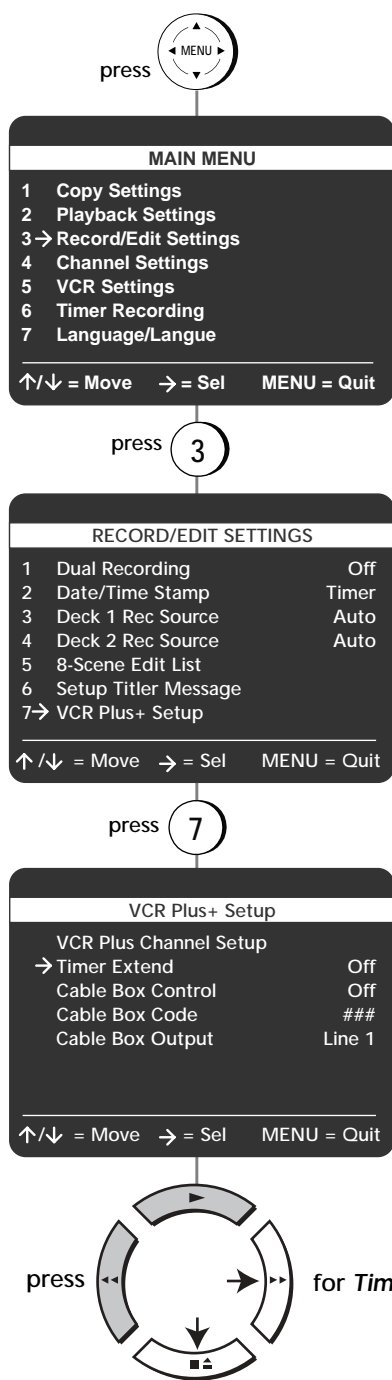 MENU
press
MAIN MENU
1 Copy Settings
2 Playback Settings
3 → Record/Edit Settings
4 Channel Settings
5 VCR Settings
6 Timer Recording
7 Language/Langue
↑/↓ = Move → = Sel MENU = Quit
press 3
RECORD/EDIT SETTINGS
1 Dual Recording Off
2 Date/Time Stamp Timer
3 Deck 1 Rec Source Auto
4 Deck 2 Rec Source Auto
5 8-Scene Edit List
6 Setup Titler Message
7 → VCR Plus+ Setup
↑/↓ = Move → = Sel MENU = Quit
press 7
VCR Plus+ Setup
VCR Plus Channel Setup
→ Timer Extend Off
Cable Box Control Off
Cable Box Code ###
Cable Box Output Line 1
↑/↓ = Move → = Sel MENU = Quit
press for